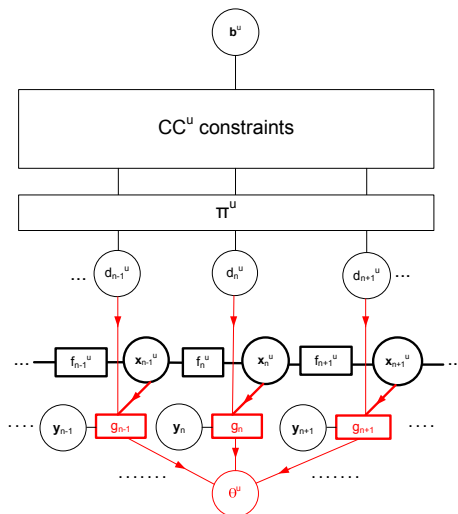 b^u
CC^u constraints
π^u
... d_{n-1}^u d_n^u d_{n+1}^u ...
... f_{n-1}^u x_{n-1}^u f_n^u x_n^u f_{n+1}^u x_{n+1}^u ...
.... y_{n-1} g_{n-1} y_n g_n y_{n+1} g_{n+1} ....
....... θ^u .......